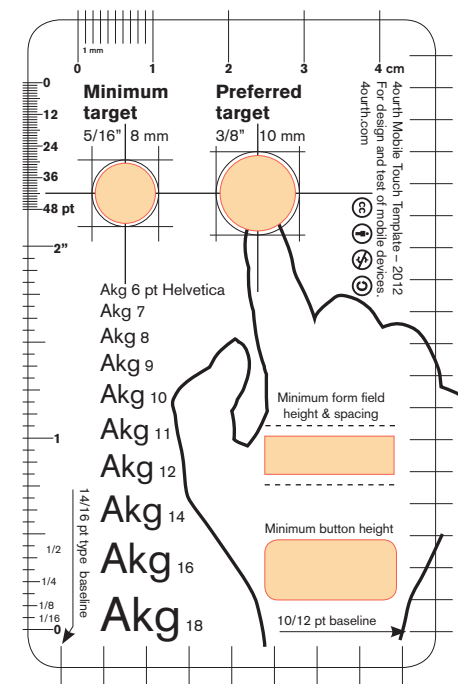 1 mm
0 1 2 3 4 cm
0
12
24
36
48 pt
2”
1
1/2
1/4
1/8
1/16
0
Minimum
target
5/16” 8 mm
Preferred
target
3/8” 10 mm
4ourth Mobile Touch Template – 2012
For design and test of mobile devices.
4ourth.com
cc
Akg 6 pt Helvetica
Akg 7
Akg 8
Akg 9
Akg 10
Akg 11
Akg 12
Akg 14
Akg 16
Akg 18
14/16 pt type baseline
Minimum form field
height & spacing
Minimum button height
10/12 pt baseline